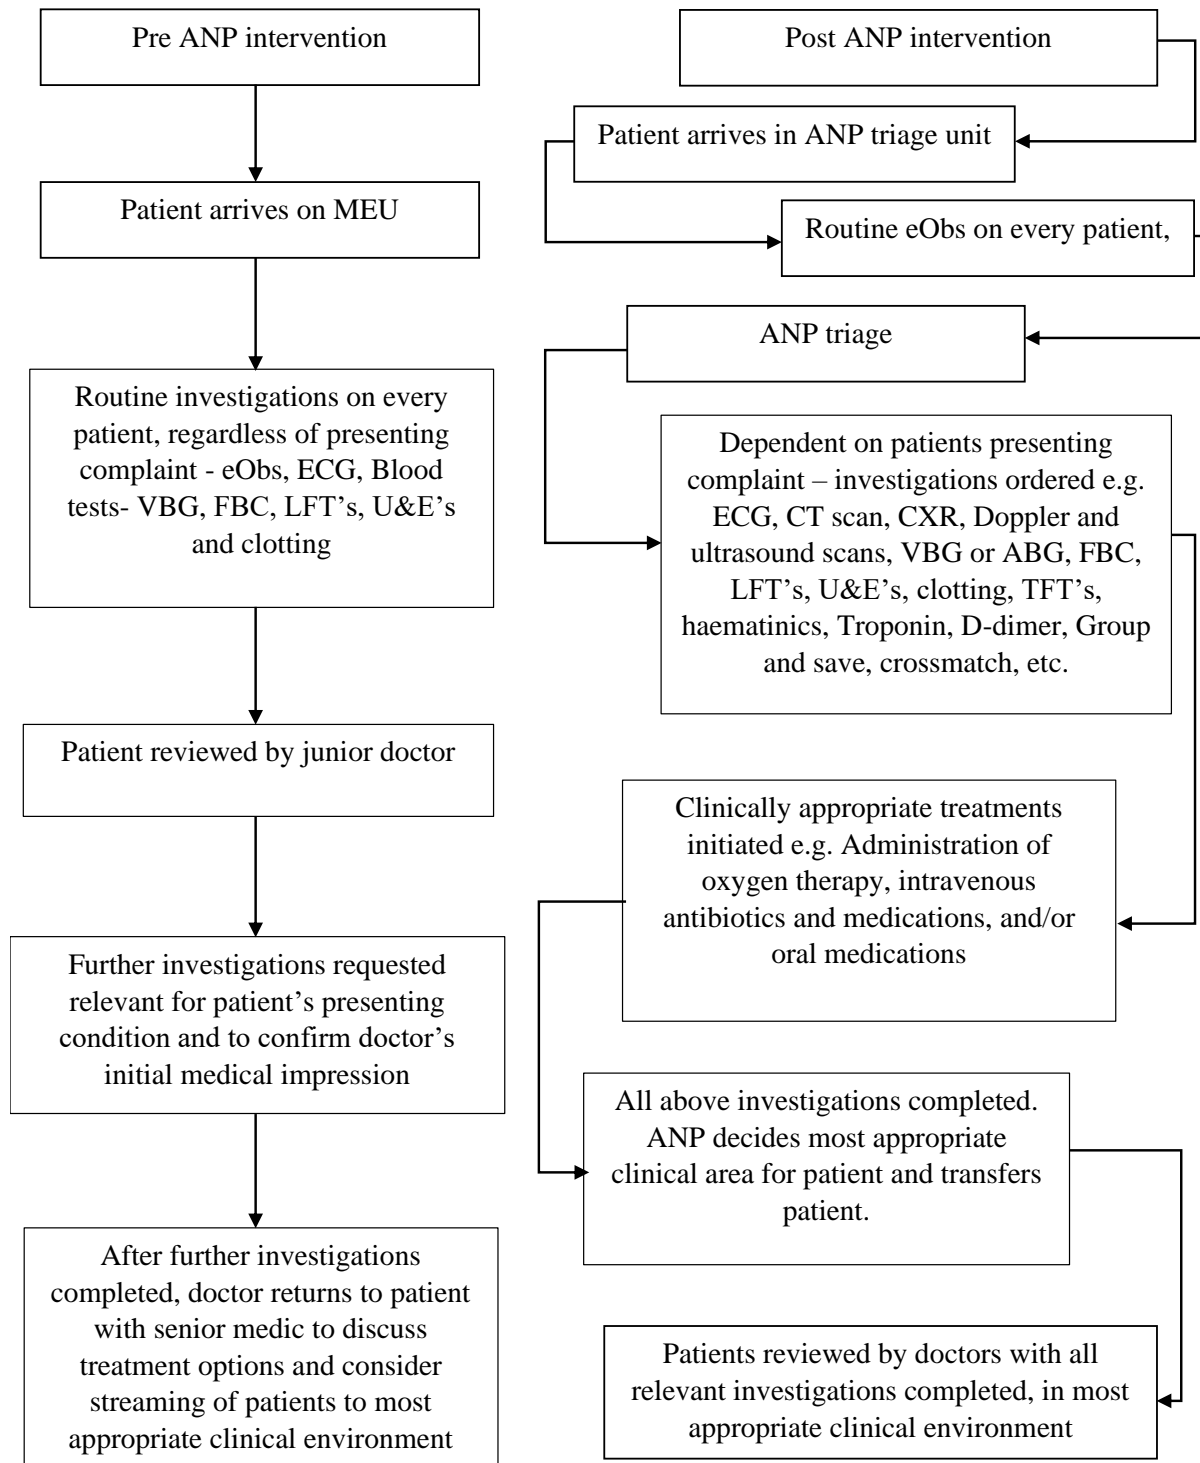 Pre ANP intervention
Patient arrives on MEU
Routine investigations on every
patient, regardless of presenting
complaint - eObs, ECG, Blood
tests- VBG, FBC, LFT’s, U&E’s
and clotting
Patient reviewed by junior doctor
Further investigations requested
relevant for patient’s presenting
condition and to confirm doctor’s
initial medical impression
After further investigations
completed, doctor returns to patient
with senior medic to discuss
treatment options and consider
streaming of patients to most
appropriate clinical environment
Post ANP intervention
Patient arrives in ANP triage unit
Routine eObs on every patient,
ANP triage
Dependent on patients presenting
complaint – investigations ordered e.g.
ECG, CT scan, CXR, Doppler and
ultrasound scans, VBG or ABG, FBC,
LFT’s, U&E’s, clotting, TFT’s,
haematinics, Troponin, D-dimer, Group
and save, crossmatch, etc.
Clinically appropriate treatments
initiated e.g. Administration of
oxygen therapy, intravenous
antibiotics and medications, and/or
oral medications
All above investigations completed.
ANP decides most appropriate
clinical area for patient and transfers
patient.
Patients reviewed by doctors with all
relevant investigations completed, in most
appropriate clinical environment